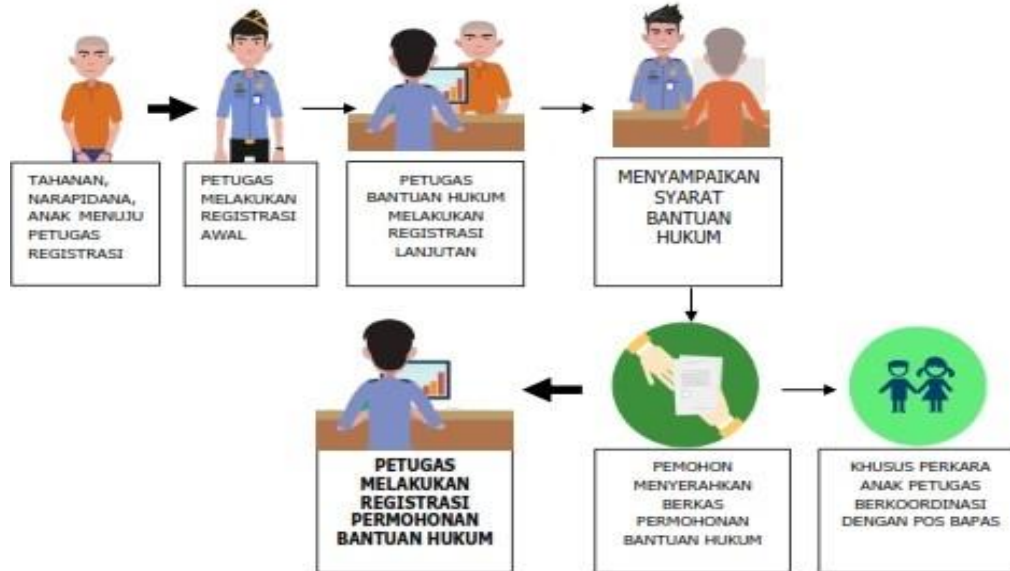 TAHANAN,
NARAPIDANA,
ANAK MENUJU
PETUGAS
REGISTRASI
PETUGAS
MELAKUKAN
REGISTRASI
AWAL
PETUGAS
BANTUAN HUKUM
MELAKUKAN
REGISTRASI
LANJUTAN
MENYAMPAIKAN
SYARAT
BANTUAN
HUKUM
PETUGAS
MELAKUKAN
REGISTRASI
PERMOHONAN
BANTUAN HUKUM
PEMOHON
MENYERAHKAN
BERKAS
PERMOHONAN
BANTUAN HUKUM
KHUSUS PERKARA
ANAK PETUGAS
BERKOORDINASI
DENGAN POS BAPAS